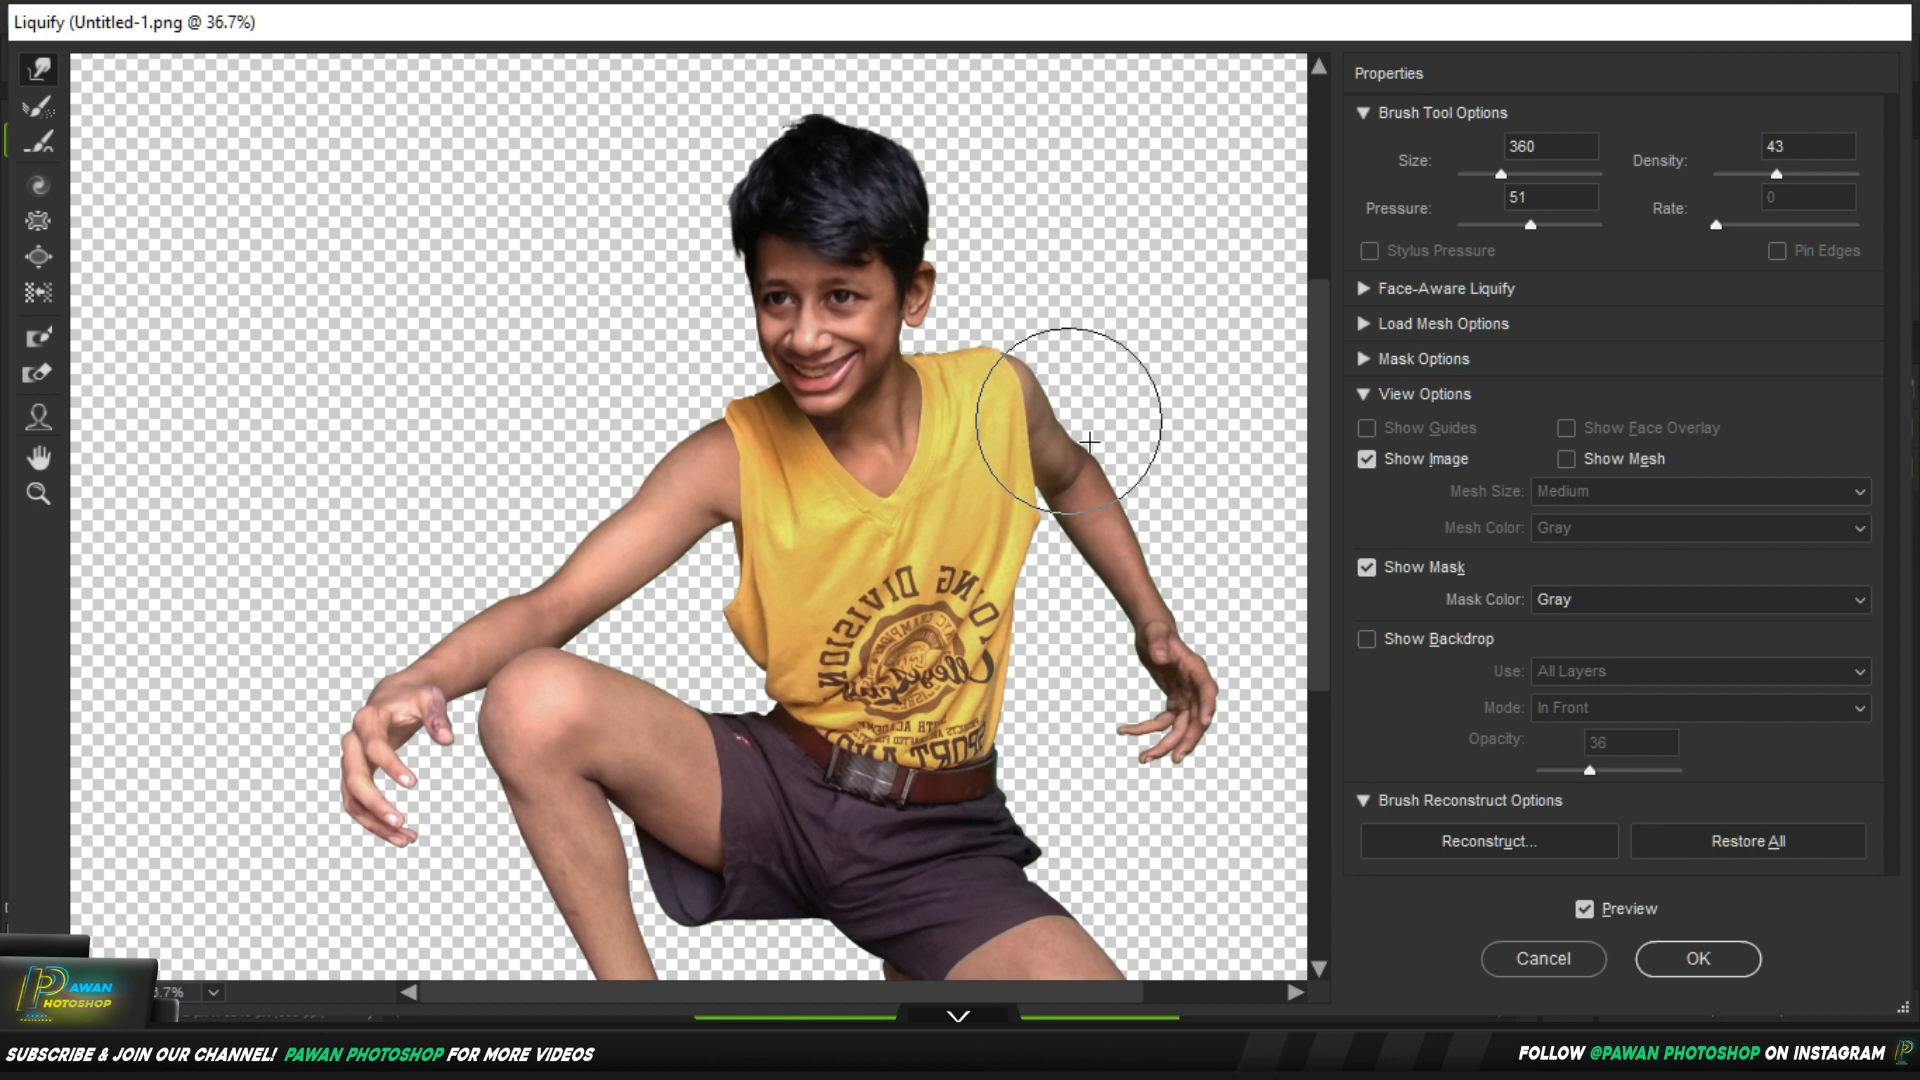 Liquify (Untitled-1.png @ 36.7%)
Properties
Brush Tool Options
Size: 360 Density: 43
Pressure: 51 Rate: 0
Stylus Pressure Pin Edges
Face-Aware Liquify
Load Mesh Options
Mask Options
View Options
Show Guides Show Face Overlay
Show Image Show Mesh
Mesh Size: Medium
Mesh Color: Gray
Show Mask
Mask Color: Gray
Show Backdrop
Use: All Layers
Mode: In Front
Opacity: 36
Brush Reconstruct Options
Reconstruct... Restore All
Preview
Cancel OK
DIVISION
PAWAN
PHOTOSHOP
SUBSCRIBE & JOIN OUR CHANNEL! PAWAN PHOTOSHOP FOR MORE VIDEOS
FOLLOW @PAWAN PHOTOSHOP ON INSTAGRAM